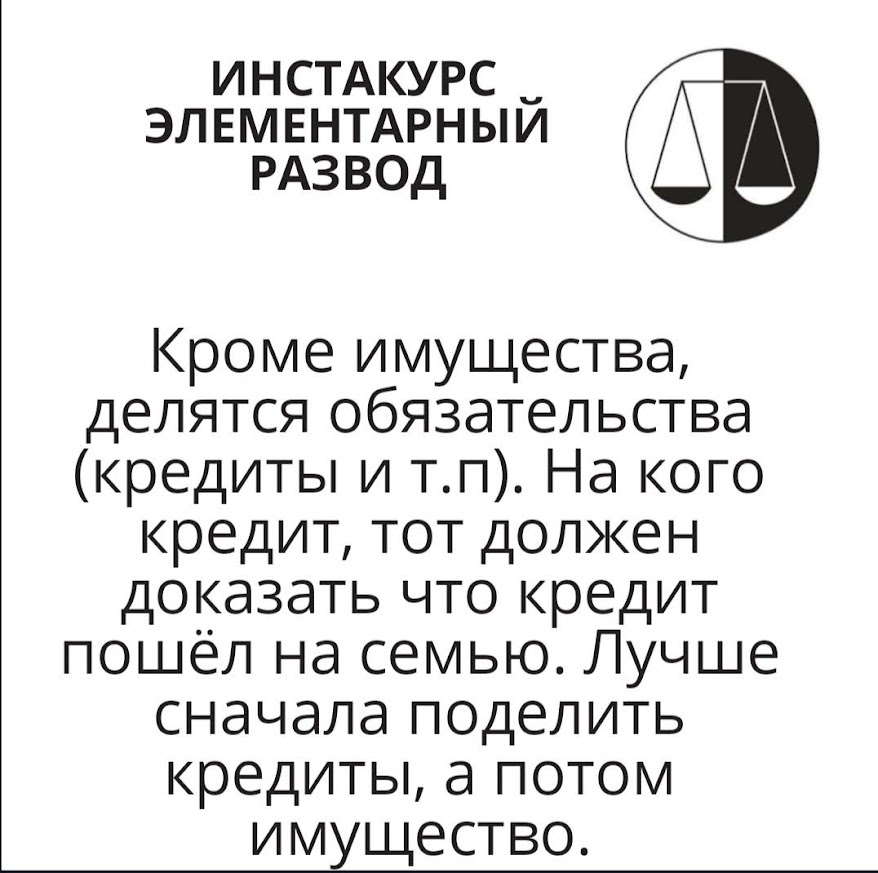 ИНСТАКУРС
ЭЛЕМЕНТАРНЫЙ
РАЗВОД
Кроме имущества,
делятся обязательства
(кредиты и т.п). На кого
кредит, тот должен
доказать что кредит
пошёл на семью. Лучше
сначала поделить
кредиты, а потом
имущество.